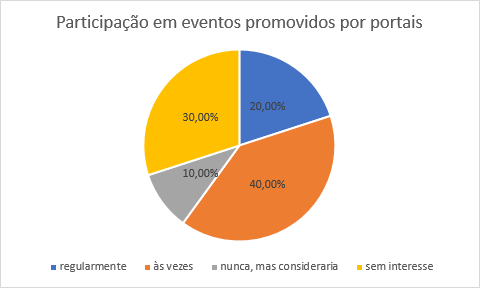 Participação em eventos promovidos por portais
20,00%
40,00%
10,00%
30,00%
regularmente
às vezes
nunca, mas consideraria
sem interesse